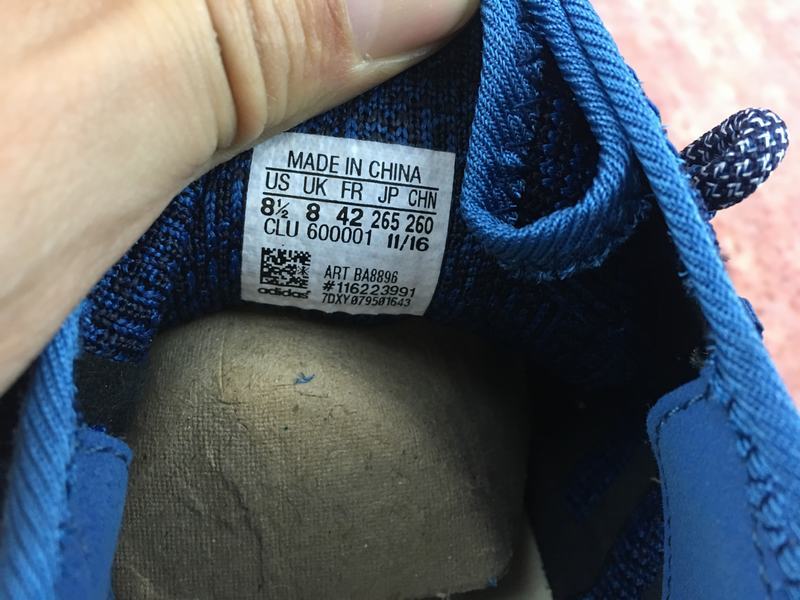 MADE IN CHINA
US UK FR JP CHN
8½ 8 42 265 260
CLU 600001 11/16
ART BA8896
#116223991
adidas 7DXY079501643